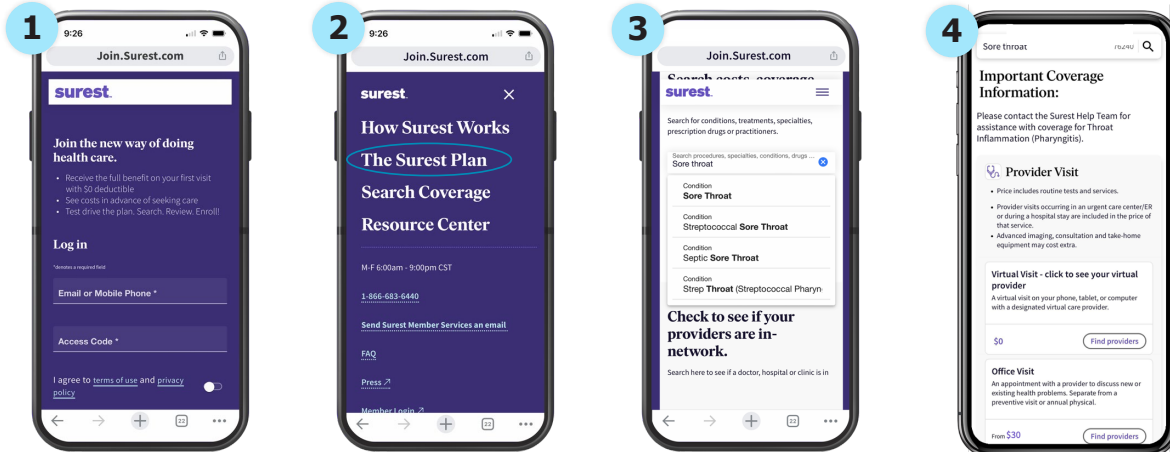 1
9:26
Join.Surest.com
surest.
Join the new way of doing
health care.
• Receive the full benefit on your first visit
with $0 deductible
• See costs in advance of seeking care
• Test drive the plan. Search. Review. Enroll!
Log in
*denotes a required field
Email or Mobile Phone *
Access Code *
I agree to terms of use and privacy
policy
22
2
9:26
Join.Surest.com
surest.
How Surest Works
The Surest Plan
Search Coverage
Resource Center
M-F 6:00am - 9:00pm CST
1-866-683-6440
Send Surest Member Services an email
FAQ
Press
Member Login
22
3
Join.Surest.com
Search costs, coverage
surest.
Search for conditions, treatments, specialties,
prescription drugs or practitioners.
Search procedures, specialties, conditions, drugs ...
Sore throat
Condition
Sore Throat
Condition
Streptococcal Sore Throat
Condition
Septic Sore Throat
Condition
Strep Throat (Streptococcal Pharyn
Check to see if your
providers are in-
network.
Search here to see if a doctor, hospital or clinic is in
22
4
Sore throat 76240
Important Coverage
Information:
Please contact the Surest Help Team for
assistance with coverage for Throat
Inflammation (Pharyngitis).
Provider Visit
• Price includes routine tests and services.
• Provider visits occurring in an urgent care center/ER
or during a hospital stay are included in the price of
that service.
• Advanced imaging, consultation and take-home
equipment may cost extra.
Virtual Visit - click to see your virtual
provider
A virtual visit on your phone, tablet, or computer
with a designated virtual care provider.
$0 Find providers
Office Visit
An appointment with a provider to discuss new or
existing health problems. Separate from a
preventive visit or annual physical.
From $30 Find providers